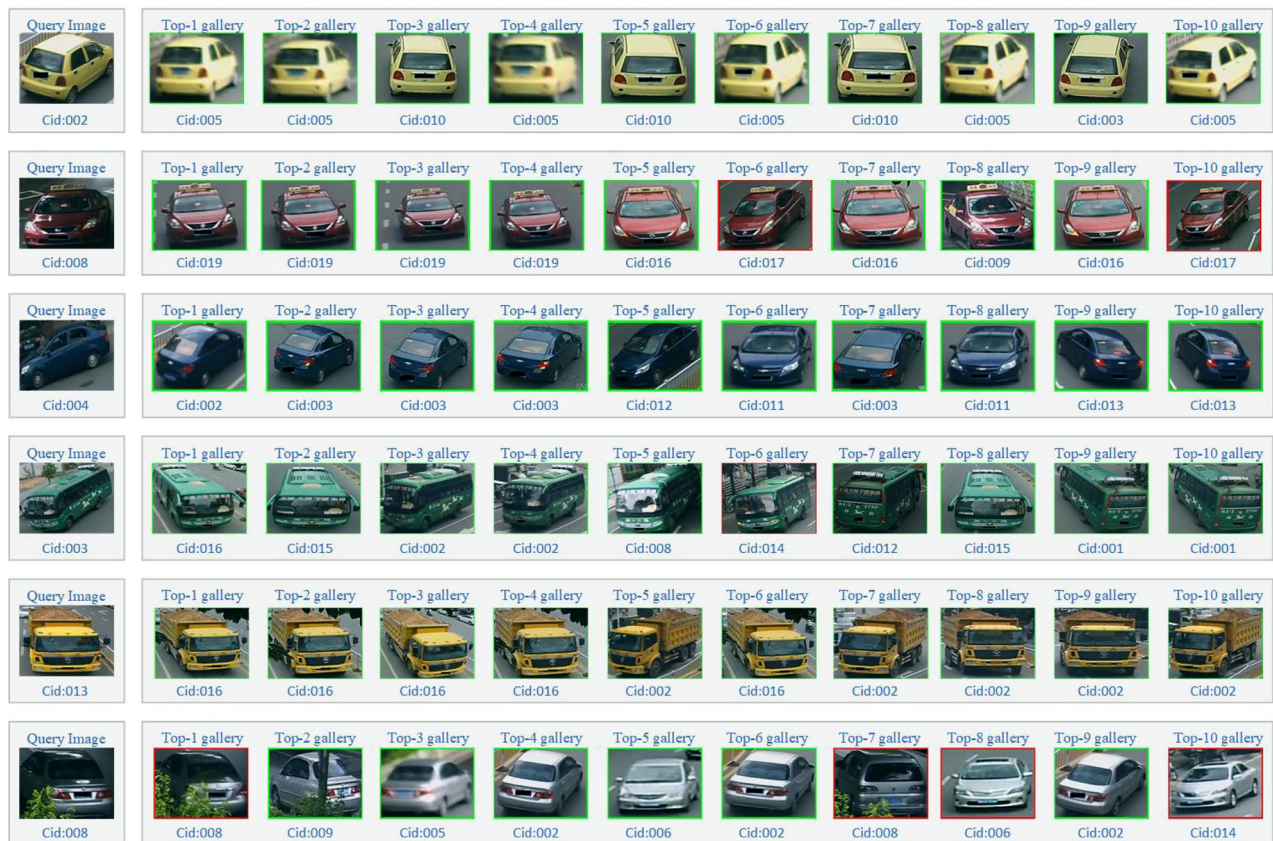 Query Image Top-1 gallery Top-2 gallery Top-3 gallery Top-4 gallery Top-5 gallery Top-6 gallery Top-7 gallery Top-8 gallery Top-9 gallery Top-10 gallery
Cid:002 Cid:005 Cid:005 Cid:010 Cid:005 Cid:010 Cid:005 Cid:010 Cid:005 Cid:003 Cid:005
Query Image Top-1 gallery Top-2 gallery Top-3 gallery Top-4 gallery Top-5 gallery Top-6 gallery Top-7 gallery Top-8 gallery Top-9 gallery Top-10 gallery
Cid:008 Cid:019 Cid:019 Cid:019 Cid:019 Cid:016 Cid:017 Cid:016 Cid:009 Cid:016 Cid:017
Query Image Top-1 gallery Top-2 gallery Top-3 gallery Top-4 gallery Top-5 gallery Top-6 gallery Top-7 gallery Top-8 gallery Top-9 gallery Top-10 gallery
Cid:004 Cid:002 Cid:003 Cid:003 Cid:003 Cid:012 Cid:011 Cid:003 Cid:011 Cid:013 Cid:013
Query Image Top-1 gallery Top-2 gallery Top-3 gallery Top-4 gallery Top-5 gallery Top-6 gallery Top-7 gallery Top-8 gallery Top-9 gallery Top-10 gallery
Cid:003 Cid:016 Cid:015 Cid:002 Cid:002 Cid:008 Cid:014 Cid:012 Cid:015 Cid:001 Cid:001
Query Image Top-1 gallery Top-2 gallery Top-3 gallery Top-4 gallery Top-5 gallery Top-6 gallery Top-7 gallery Top-8 gallery Top-9 gallery Top-10 gallery
Cid:013 Cid:016 Cid:016 Cid:016 Cid:016 Cid:002 Cid:016 Cid:002 Cid:002 Cid:002 Cid:002
Query Image Top-1 gallery Top-2 gallery Top-3 gallery Top-4 gallery Top-5 gallery Top-6 gallery Top-7 gallery Top-8 gallery Top-9 gallery Top-10 gallery
Cid:008 Cid:008 Cid:009 Cid:005 Cid:002 Cid:006 Cid:002 Cid:008 Cid:006 Cid:002 Cid:014